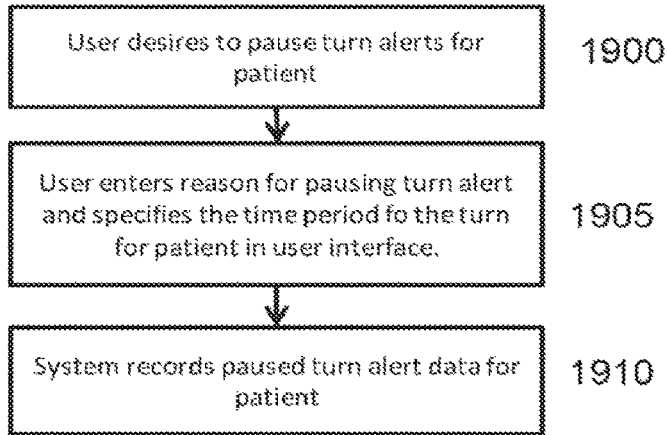 User desires to pause turn alerts for
patient
1900
User enters reason for pausing turn alert
and specifies the time period fo the turn
for patient in user interface.
1905
System records paused turn alert data for
patient
1910